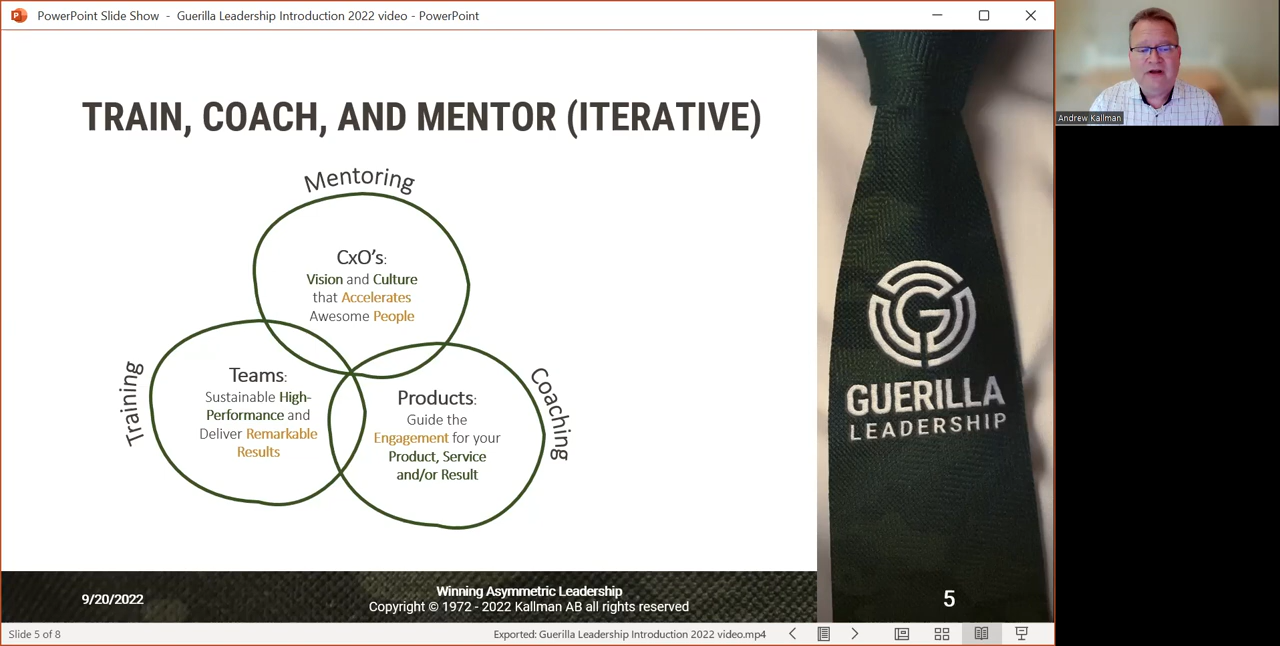 PowerPoint Slide Show - Guerilla Leadership Introduction 2022 video - PowerPoint
Andrew Kallman
TRAIN, COACH, AND MENTOR (ITERATIVE)
Mentoring
CxO's:
Vision and Culture
that Accelerates
Awesome People
Training
Teams:
Sustainable High-
Performance and
Deliver Remarkable
Results
Coaching
Products:
Guide the
Engagement for your
Product, Service
and/or Result
G
GUERILLA
LEADERSHIP
9/20/2022
Winning Asymmetric Leadership
Copyright © 1972 - 2022 Kallman AB all rights reserved
5
Slide 5 of 8
Exported: Guerilla Leadership Introduction 2022 video.mp4